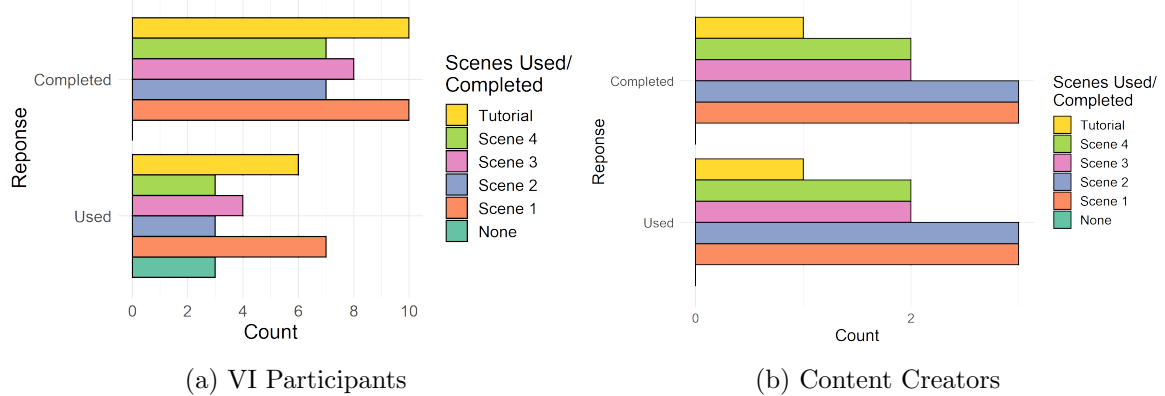 Completed
Used
Reponse
0 2 4 6 8 10
Count
Scenes Used/
Completed
Tutorial
Scene 4
Scene 3
Scene 2
Scene 1
None
(a) VI Participants
Completed
Used
Reponse
0 2
Count
Scenes Used/
Completed
Tutorial
Scene 4
Scene 3
Scene 2
Scene 1
None
(b) Content Creators